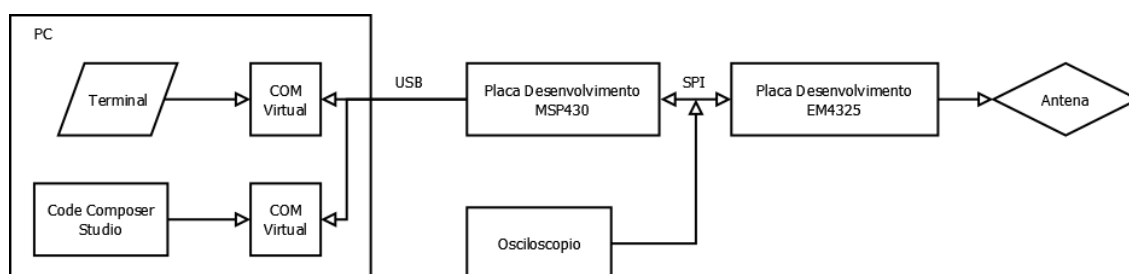 PC
Terminal
COM
Virtual
USB
Placa Desenvolvimento
MSP430
SPI
Placa Desenvolvimento
EM4325
Antena
Code Composer
Studio
COM
Virtual
Osciloscopio